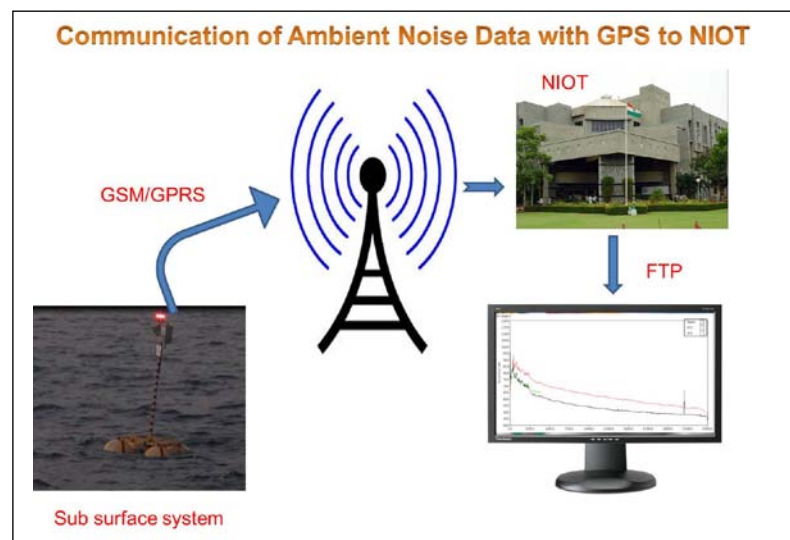 Communication of Ambient Noise Data with GPS to NIOT
NIOT
GSM/GPRS
FTP
Sub surface system